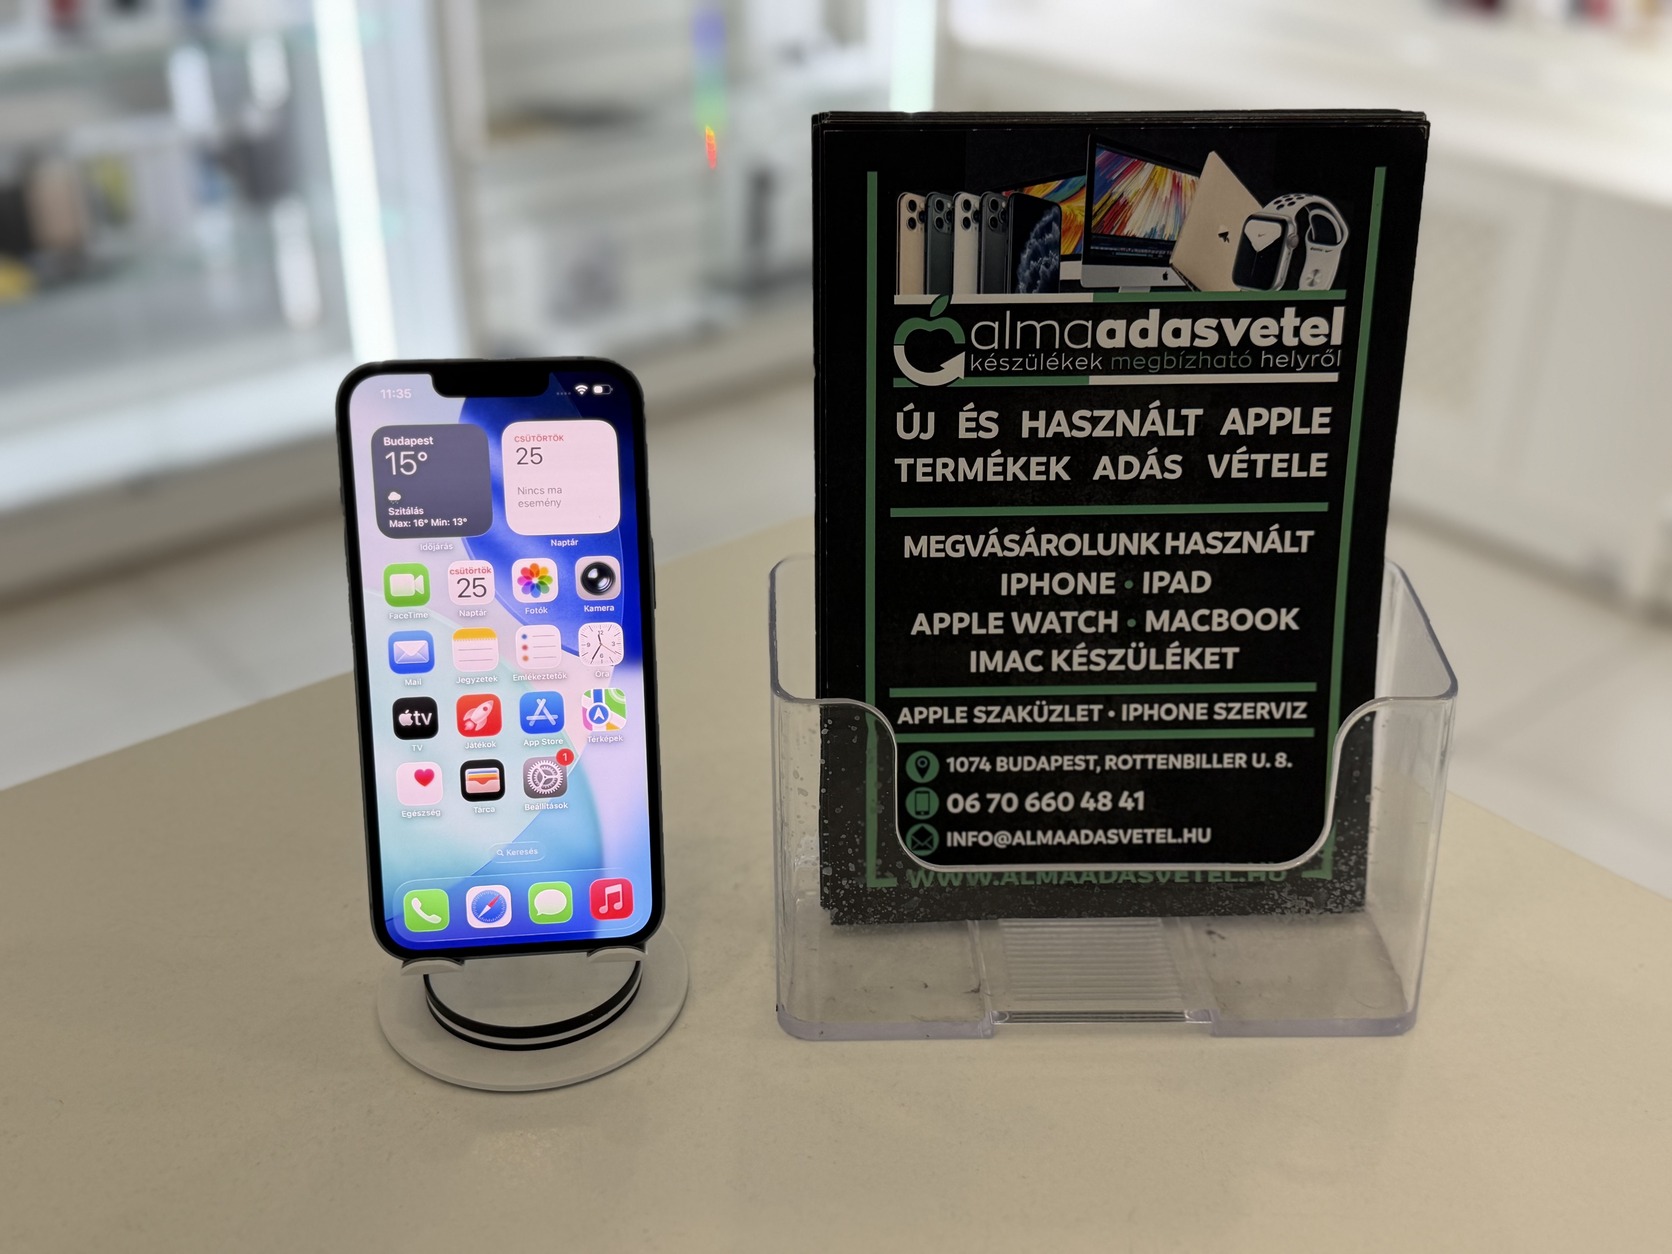 11:35
Budapest
15°
Szitálás
Max: 16° Min: 13°
Időjárás
CSÜTÖRTÖK
25
Nincs ma
esemény
Naptár
FaceTime
csütörtök
25
Naptár
Fotók
Kamera
Mail
Jegyzetek
Emlékeztetők
Óra
tv
TV
Játékok
App Store
Térképek
Egészség
Tárca
1
Beállítások
Keresés
almaadasvetel
készülékek megbízható helyről
ÚJ ÉS HASZNÁLT APPLE
TERMÉKEK ADÁS VÉTELE
MEGVÁSÁROLUNK HASZNÁLT
IPHONE • IPAD
APPLE WATCH • MACBOOK
IMAC KÉSZÜLÉKET
APPLE SZAKÜZLET • IPHONE SZERVIZ
1074 BUDAPEST, ROTTENBILLER U. 8.
06 70 660 48 41
INFO@ALMAADASVETEL.HU
WWW.ALMAADASVETEL.HU